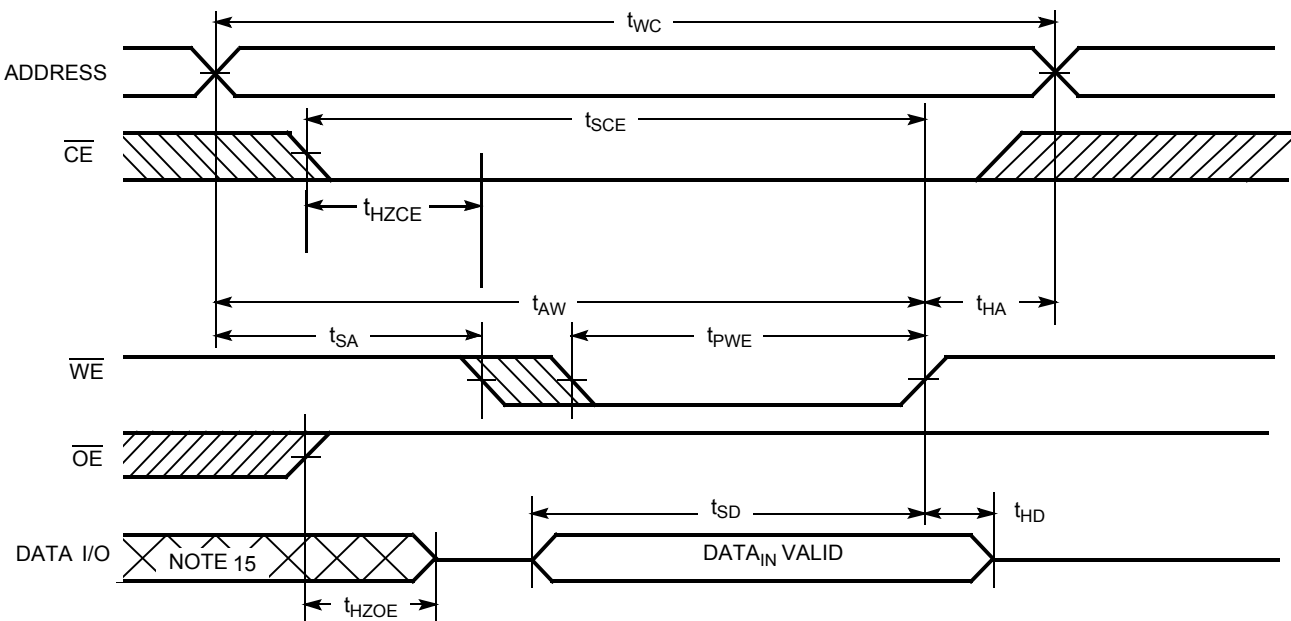 tWC
ADDRESS
tSCE
CE
tHZCE
tAW
tHA
tSA
tPWE
WE
OE
tSD
tHD
DATA I/O
NOTE 15
DATAIN VALID
tHZOE